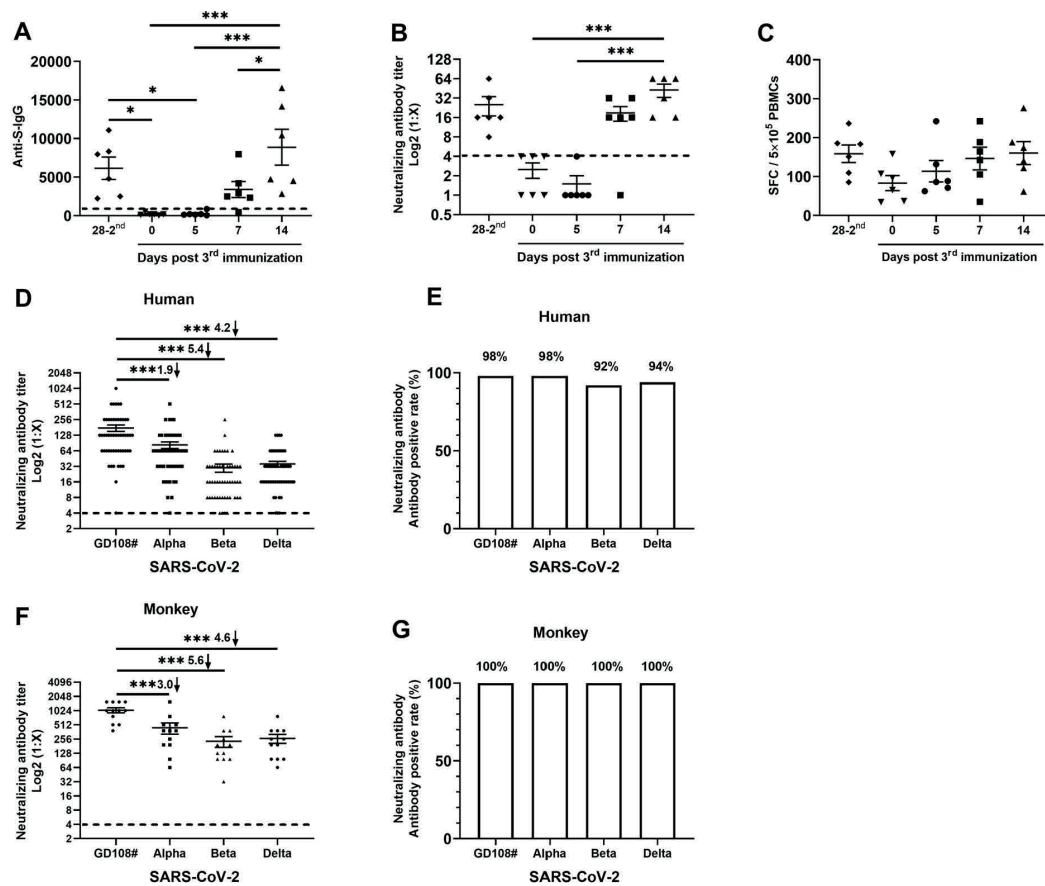 A
Anti-S-IgG
20000
15000
10000
5000
0
***
***
*
*
*
28-2nd
0
5
7
14
Days post 3rd immunization
B
Neutralizing antibody titer
Log2 (1:X)
128
64
32
16
8
4
2
1
0.5
***
***
28-2nd
0
5
7
14
Days post 3rd immunization
C
SFC / 5×10⁵ PBMCs
400
300
200
100
0
28-2nd
0
5
7
14
Days post 3rd immunization
D
Human
*** 4.2↓
*** 5.4↓
***1.9↓
Neutralizing antibody titer
Log2 (1:X)
2048
1024
512
256
128
64
32
16
8
4
2
GD108#
Alpha
Beta
Delta
SARS-CoV-2
E
Human
Neutralizing antibody
Antibody positive rate (%)
100
50
0
98%
98%
92%
94%
GD108#
Alpha
Beta
Delta
SARS-CoV-2
F
Monkey
*** 4.6↓
*** 5.6↓
***3.0↓
Neutralizing antibody titer
Log2 (1:X)
4096
2048
1024
512
256
128
64
32
16
8
4
2
GD108#
Alpha
Beta
Delta
SARS-CoV-2
G
Monkey
Neutralizing antibody
Antibody positive rate (%)
100
50
0
100%
100%
100%
100%
GD108#
Alpha
Beta
Delta
SARS-CoV-2